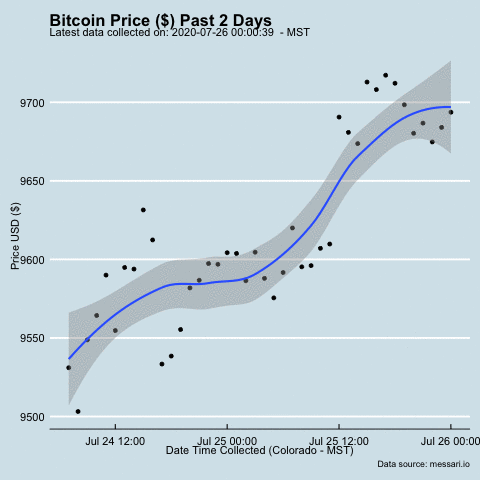 Bitcoin Price ($) Past 2 Days
Latest data collected on: 2020-07-26 00:00:39 - MST
9700
9650
9600
9550
9500
Price USD ($)
Jul 24 12:00 Jul 25 00:00 Jul 25 12:00 Jul 26 00:00
Date Time Collected (Colorado - MST)
Data source: messari.io